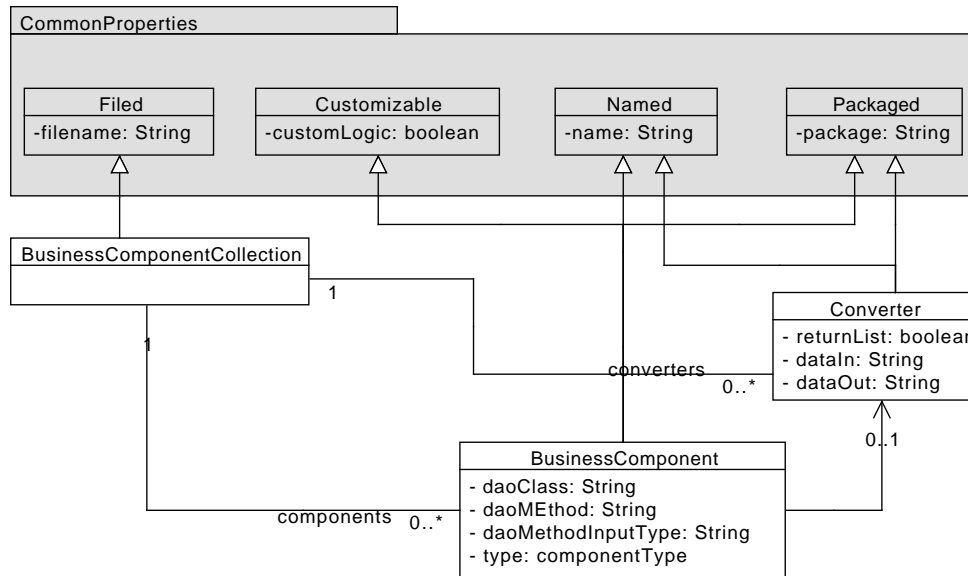 CommonProperties
Filed
-filename: String
Customizable
-customLogic: boolean
Named
-name: String
Packaged
-package: String
BusinessComponentCollection
1
1
converters
0..*
Converter
- returnList: boolean
- dataIn: String
- dataOut: String
0..1
BusinessComponent
- daoClass: String
- daoMEthod: String
- daoMethodInputType: String
- type: componentType
components
0..*